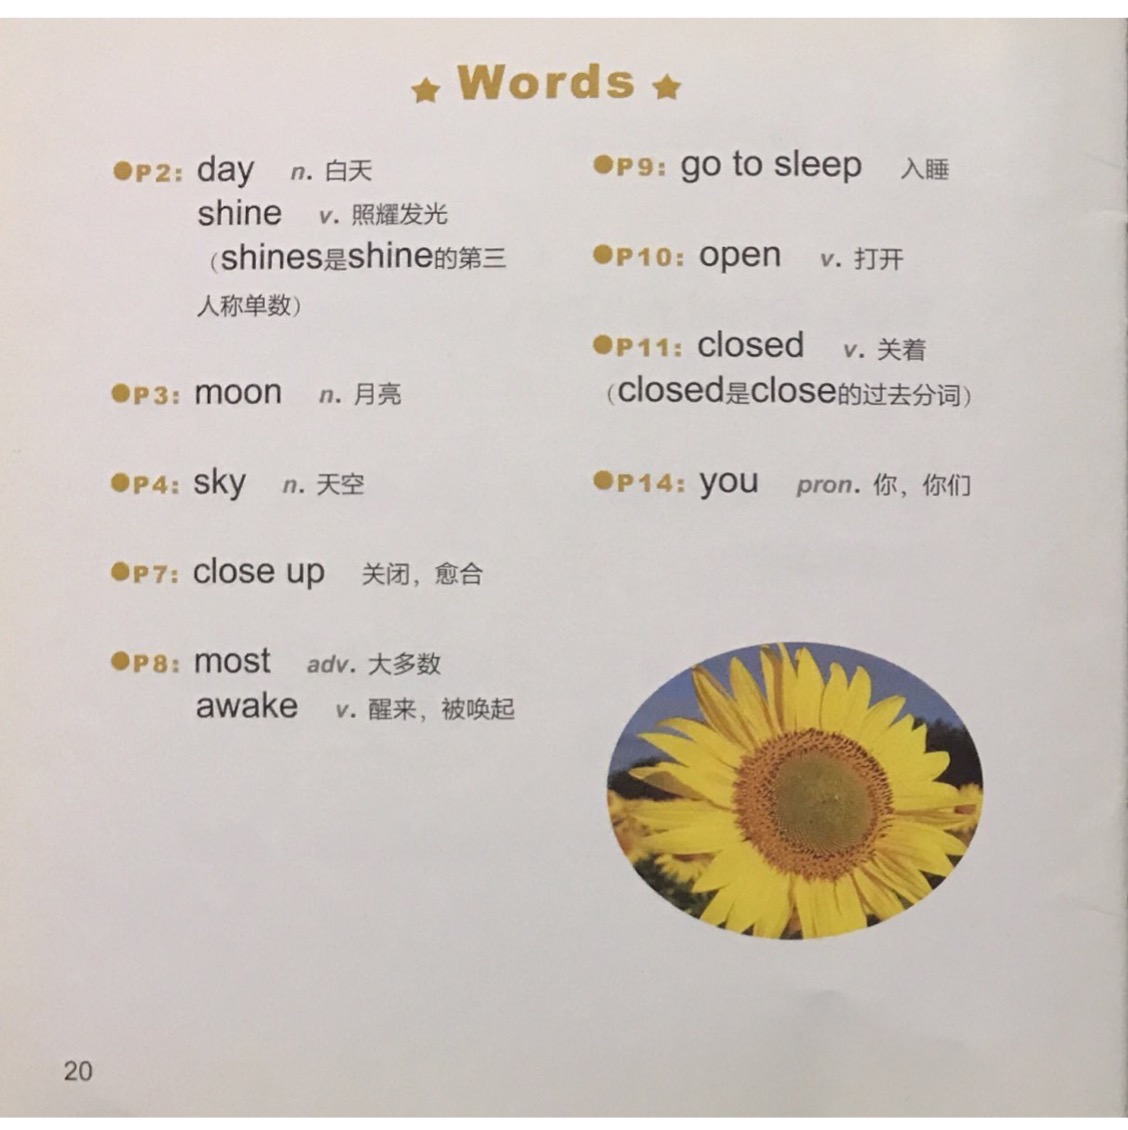 Words
P2: day n. 白天
shine v. 照耀发光
（shines是shine的第三
人称单数）
P3: moon n. 月亮
P4: sky n. 天空
P7: close up 关闭，愈合
P8: most adv. 大多数
awake v. 醒来，被唤起
P9: go to sleep 入睡
P10: open v. 打开
P11: closed v. 关着
（closed是close的过去分词）
P14: you pron. 你，你们
20